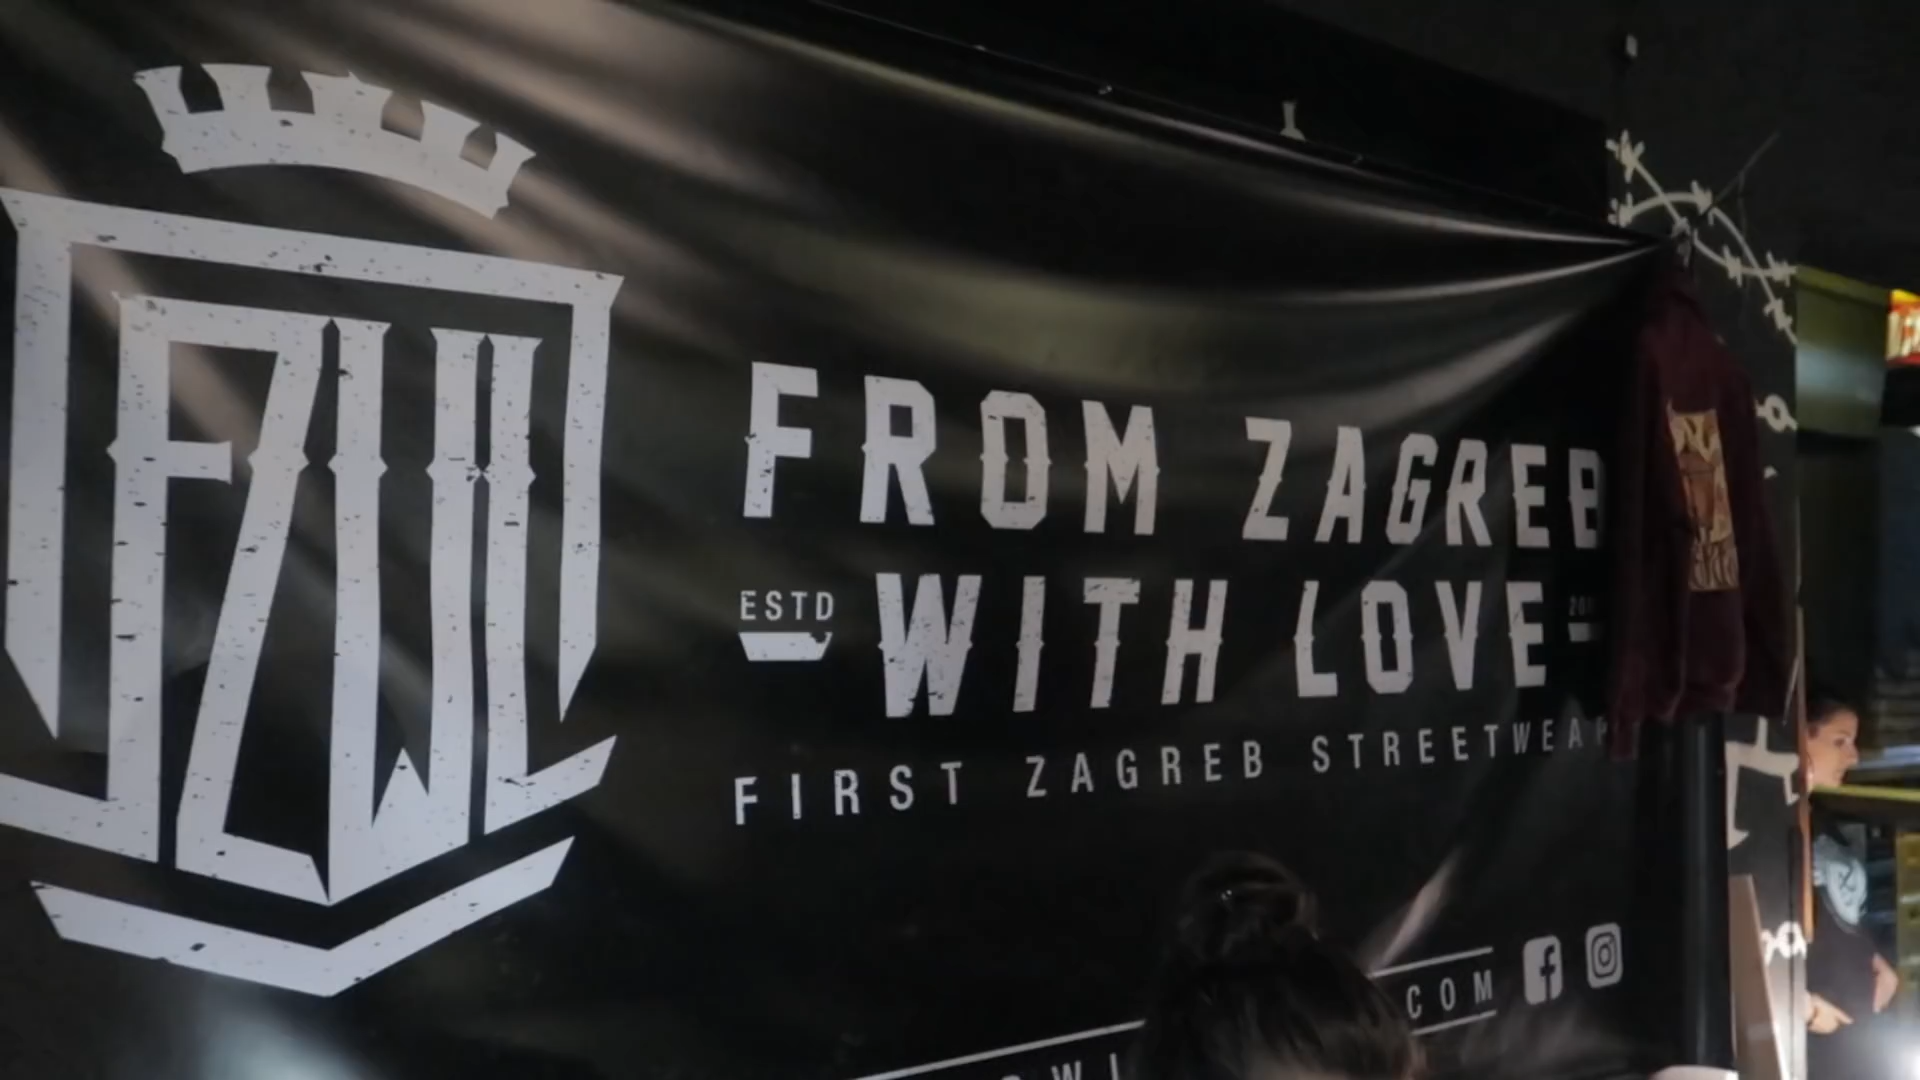 FZWL
FROM ZAGREB
ESTD WITH LOVE
FIRST ZAGREB STREETWEAR
COM